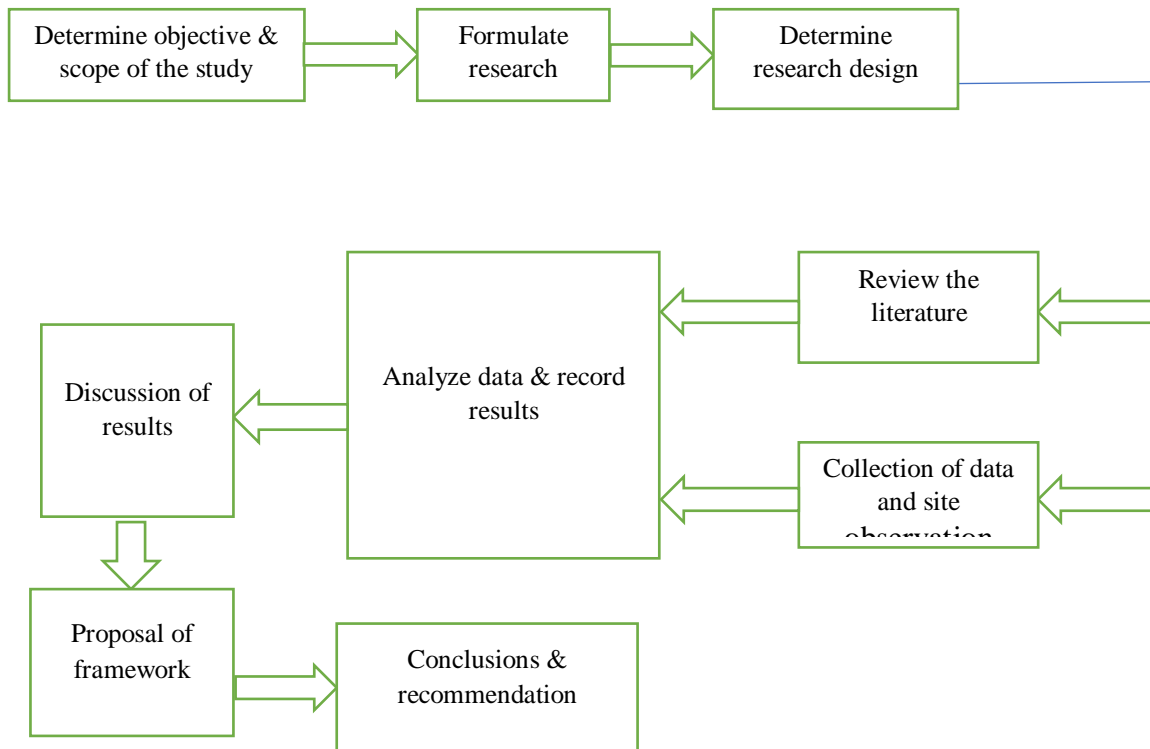 Determine objective &
scope of the study
Formulate
research
Determine
research design
Review the
literature
Analyze data & record
results
Discussion of
results
Collection of data
and site
observation
Proposal of
framework
Conclusions &
recommendation